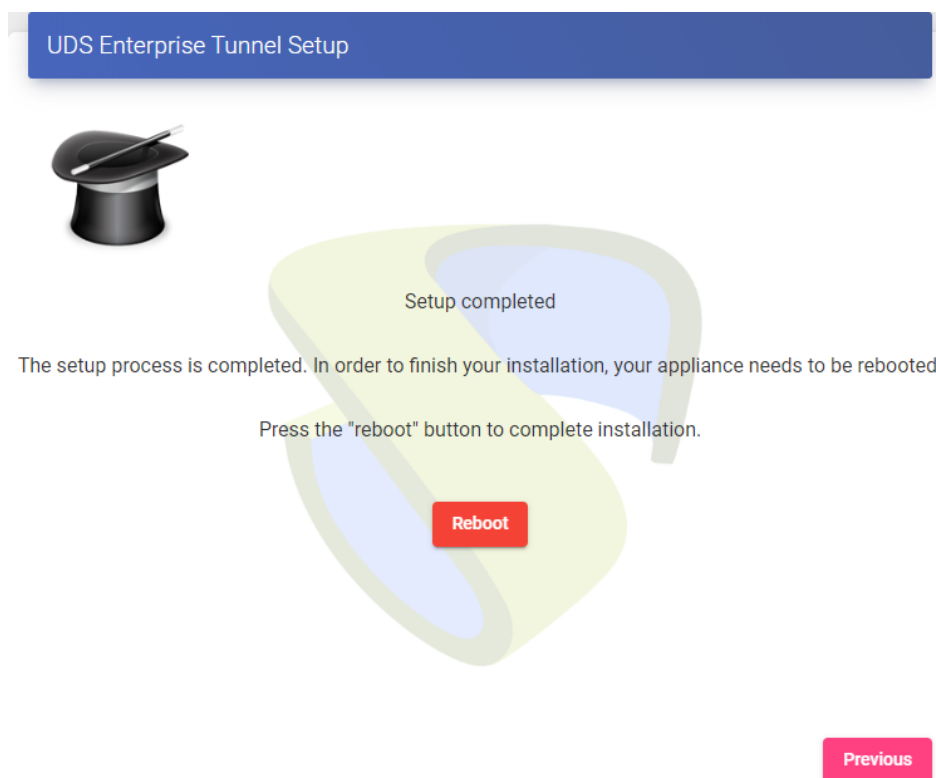 UDS Enterprise Tunnel Setup
Setup completed
The setup process is completed. In order to finish your installation, your appliance needs to be rebooted
Press the "reboot" button to complete installation.
Reboot
Previous